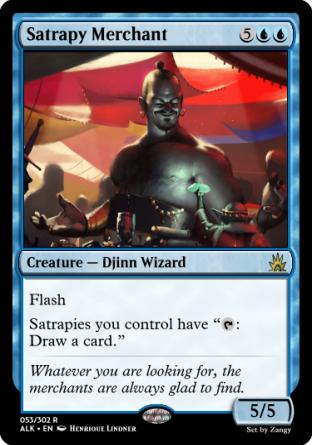 Satrapy Merchant 5
Creature — Djinn Wizard
Flash
Satrapies you control have “:
Draw a card.”
Whatever you are looking for, the
merchants are always glad to find.
053/302 R
ALK • EN Henrique Lindner
5/5
Set by Zangy